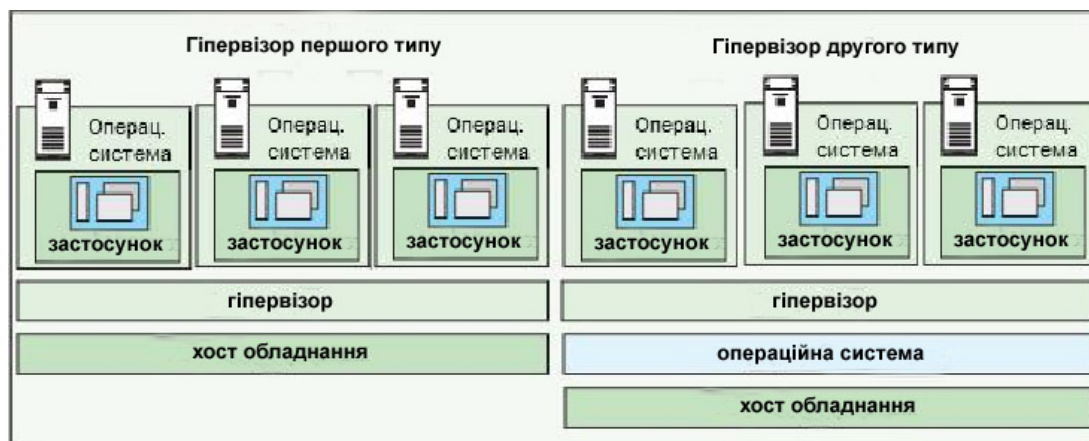 Гіпервізор першого типу
Операц.
система
застосунок
Операц.
система
застосунок
Операц.
система
застосунок
гіпервізор
хост обладнання
Гіпервізор другого типу
Операц.
система
застосунок
Операц.
система
застосунок
Операц.
система
застосунок
гіпервізор
операційна система
хост обладнання